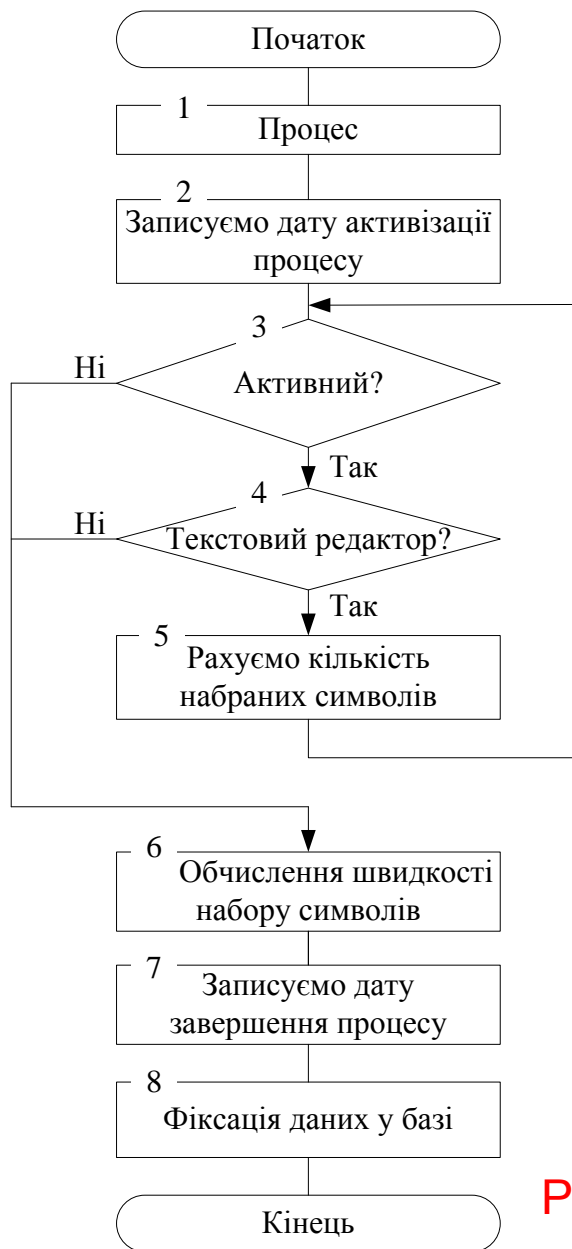 Початок
1
Процес
2
Записуємо дату активізації
процесу
3
Ні
Активний?
Так
4
Ні
Текстовий редактор?
Так
5
Рахуємо кількість
набраних символів
6
Обчислення швидкості
набору символів
7
Записуємо дату
завершення процесу
8
Фіксація даних у базі
Р
Кінець